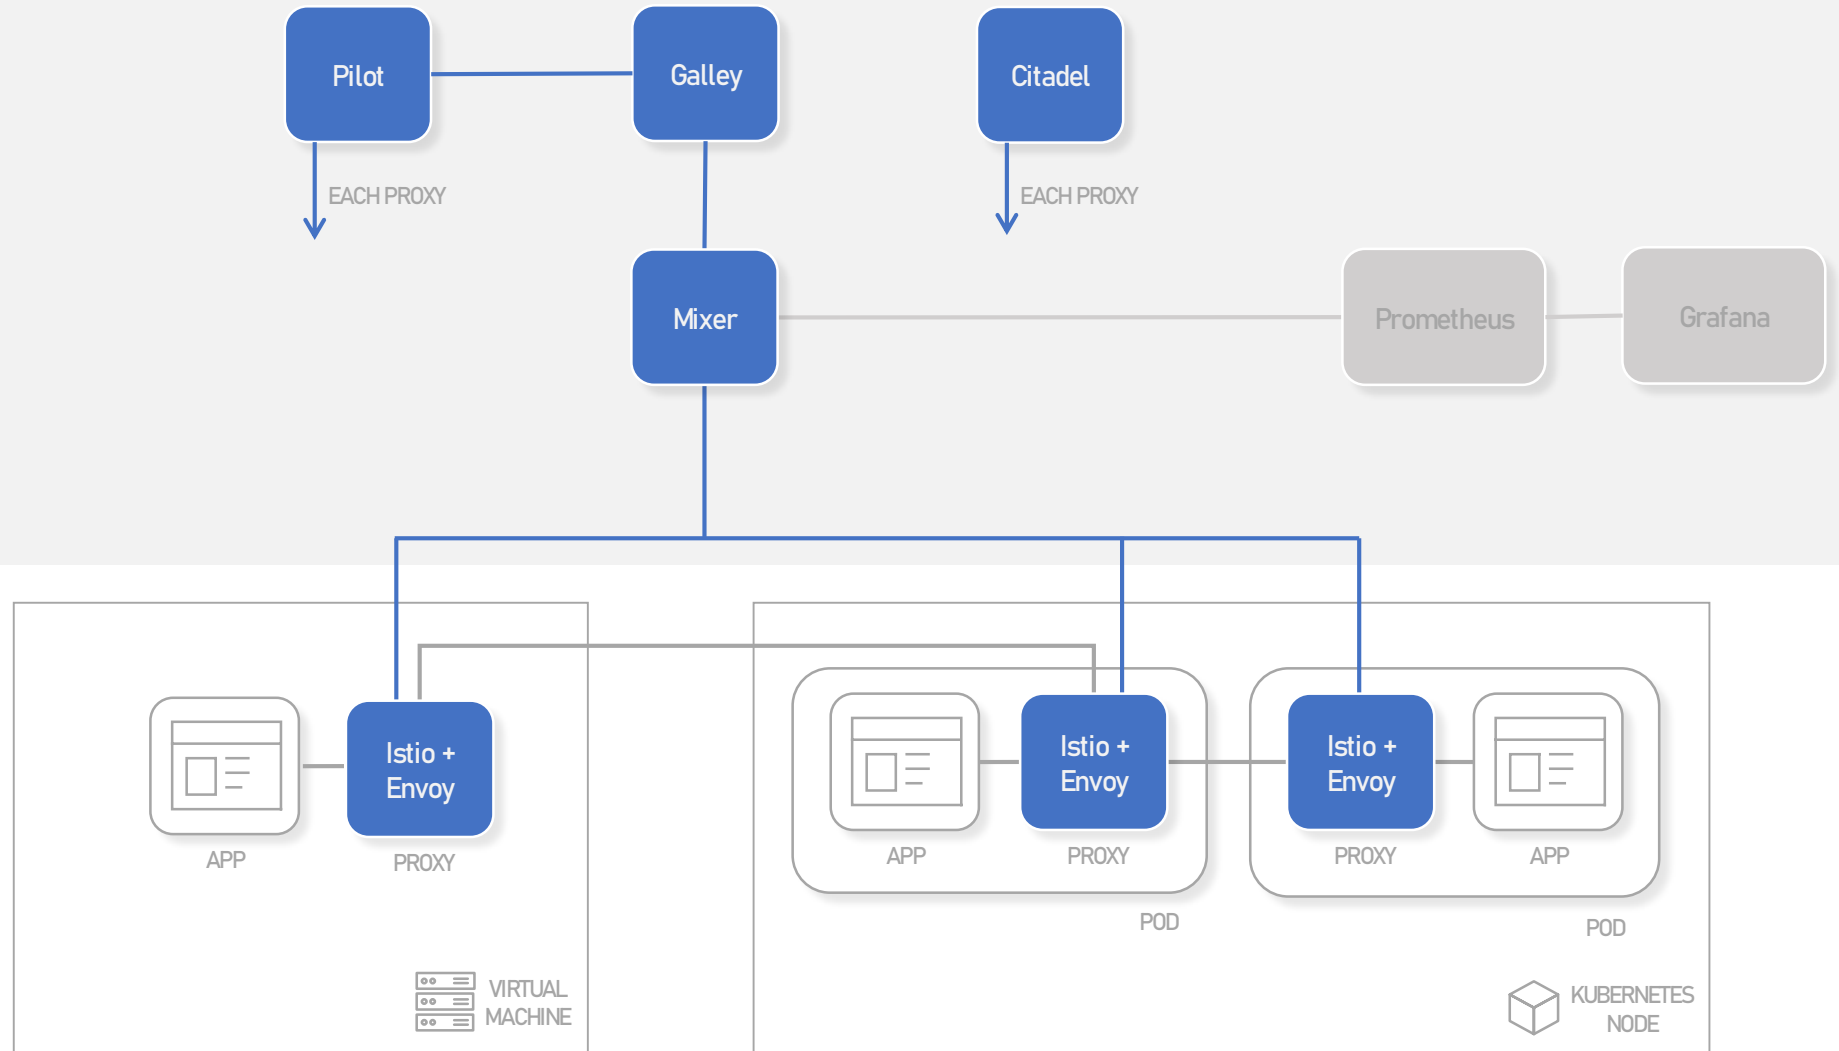 Pilot
Galley
Citadel
EACH PROXY
EACH PROXY
Mixer
Prometheus
Grafana
Istio +
Envoy
Istio +
Envoy
Istio +
Envoy
APP
PROXY
APP
PROXY
PROXY
APP
POD
POD
VIRTUAL
MACHINE
KUBERNETES
NODE